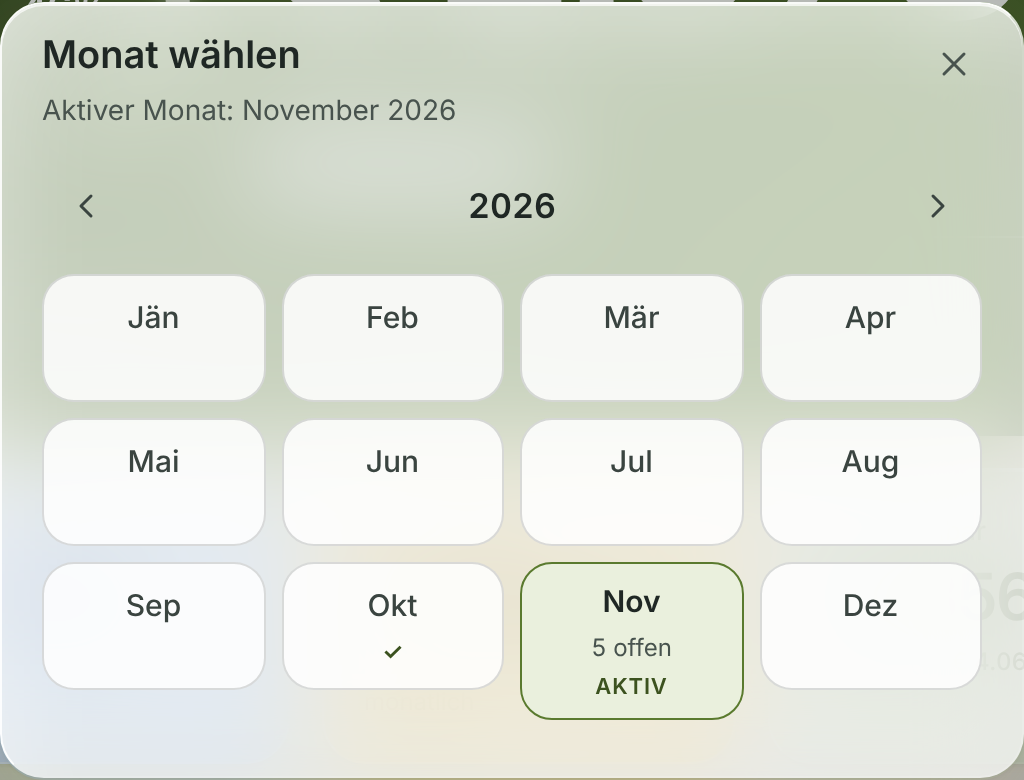 Monat wählen
Aktiver Monat: November 2026
2026
Jän
Feb
Mär
Apr
Mai
Jun
Jul
Aug
Sep
Okt
Nov
5 offen
AKTIV
Dez